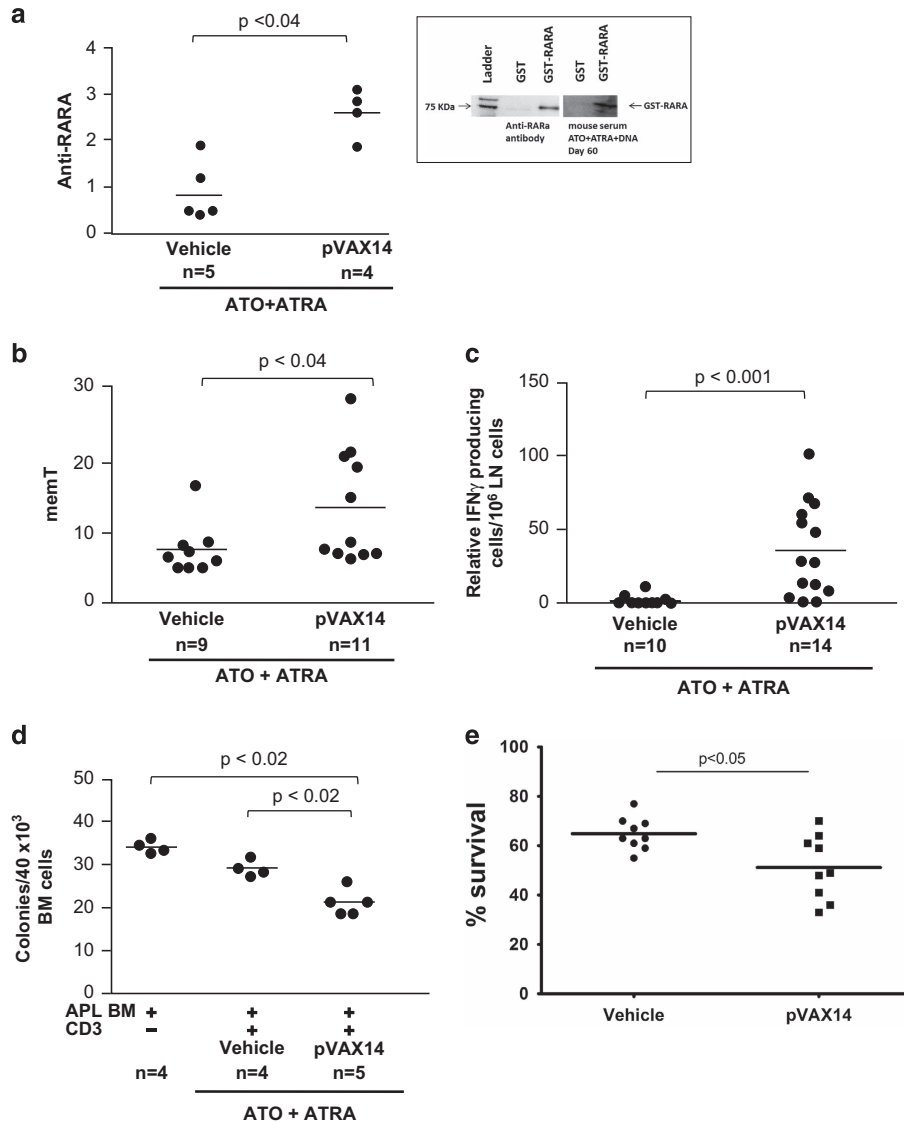 a
p <0.04
4
3
2
1
0
Anti-RARA
Vehicle
n=5
pVAX14
n=4
ATO+ATRA
Ladder
GST
GST-RARA
GST
GST-RARA
75 KDa
GST-RARA
Anti-RARa
antibody
mouse serum
ATO+ATRA+DNA
Day 60
b
p < 0.04
30
20
10
0
memT
Vehicle
n=9
pVAX14
n=11
ATO + ATRA
c
p < 0.001
150
100
50
0
Relative IFNγ producing
cells/10⁶ LN cells
Vehicle
n=10
pVAX14
n=14
ATO + ATRA
d
p < 0.02
p < 0.02
50
40
30
20
10
0
Colonies/40 x10³
BM cells
APL BM + + +
CD3 – + +
Vehicle pVAX14
n=4 n=4 n=5
ATO + ATRA
e
p<0.05
100
80
60
40
20
0
% survival
Vehicle
pVAX14